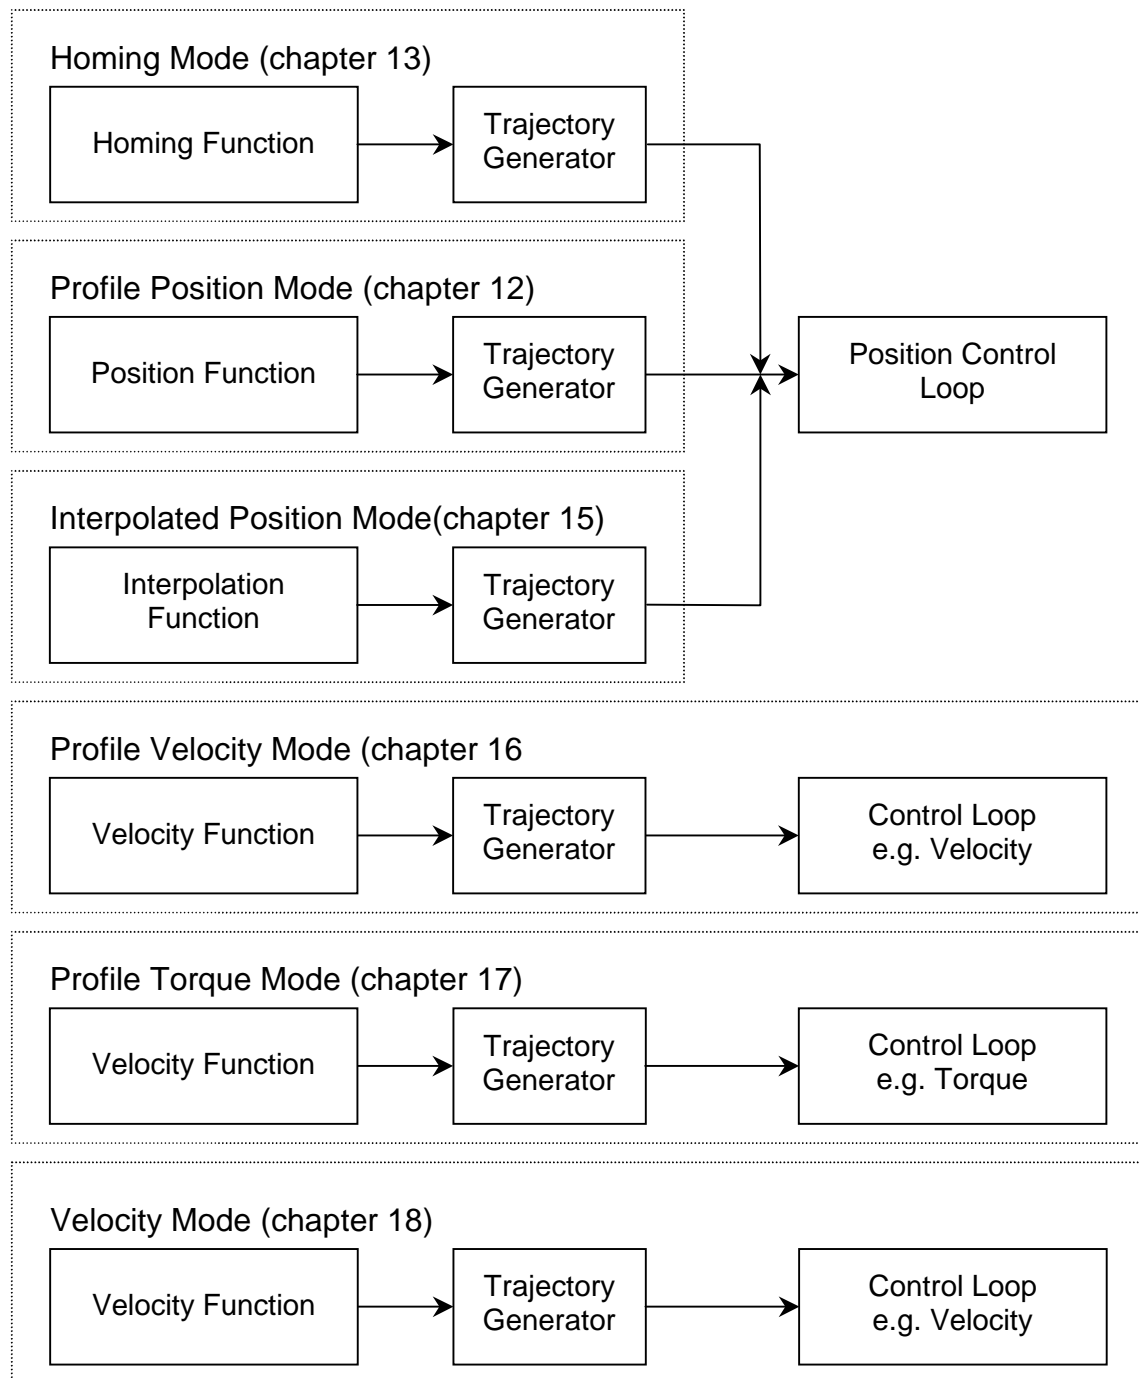 Homing Mode (chapter 13)
Homing Function
Trajectory
Generator
Profile Position Mode (chapter 12)
Position Function
Trajectory
Generator
Position Control
Loop
Interpolated Position Mode(chapter 15)
Interpolation
Function
Trajectory
Generator
Profile Velocity Mode (chapter 16
Velocity Function
Trajectory
Generator
Control Loop
e.g. Velocity
Profile Torque Mode (chapter 17)
Velocity Function
Trajectory
Generator
Control Loop
e.g. Torque
Velocity Mode (chapter 18)
Velocity Function
Trajectory
Generator
Control Loop
e.g. Velocity